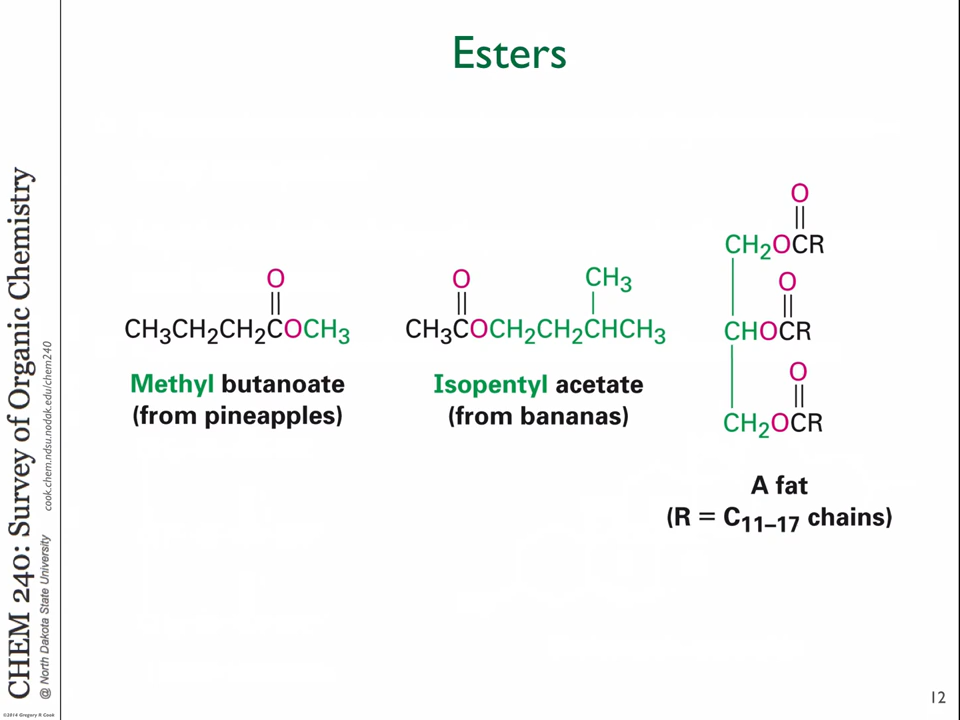 Esters
CHEM 240: Survey of Organic Chemistry
@ North Dakota State University cook.chem.ndsu.nodak.edu/chem240
©2014 Gregory R Cook
O
CH3CH2CH2COCH3
Methyl butanoate
(from pineapples)
O CH3
CH3COCH2CH2CHCH3
Isopentyl acetate
(from bananas)
O
CH2OCR
O
CHOCR
O
CH2OCR
A fat
(R = C11–17 chains)
12